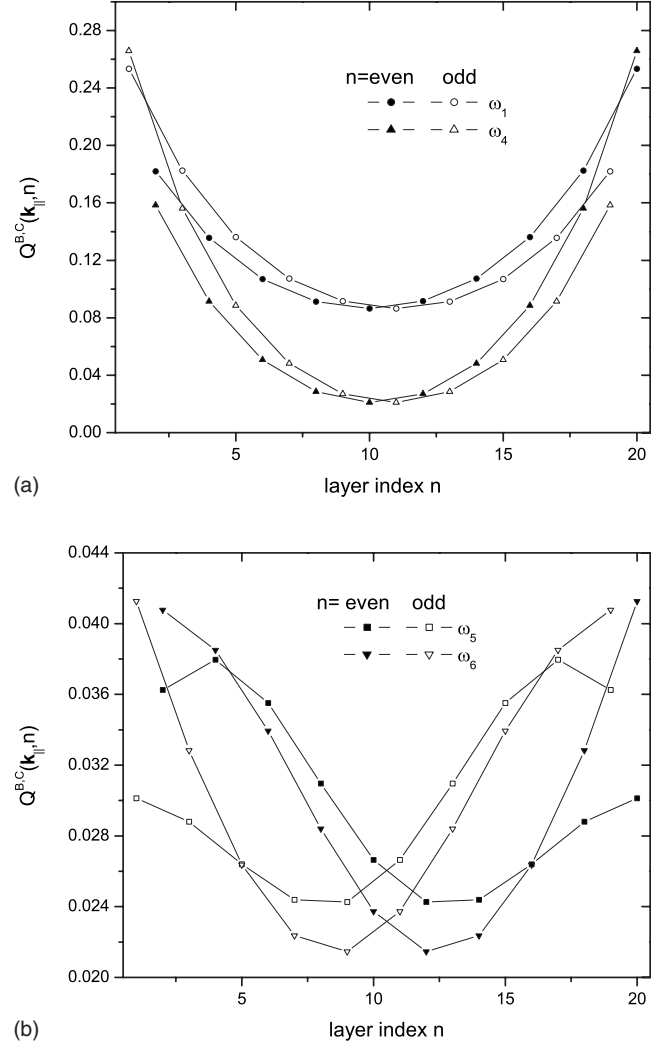 0.28
0.24
0.20
0.16
0.12
0.08
0.04
0.00
Q^{B,C}(k_{||},n)
n=even odd
ω_1
ω_4
5 10 15 20
layer index n
(a)
0.044
0.040
0.036
0.032
0.028
0.024
0.020
Q^{B,C}(k_{||},n)
n= even odd
ω_5
ω_6
5 10 15 20
layer index n
(b)